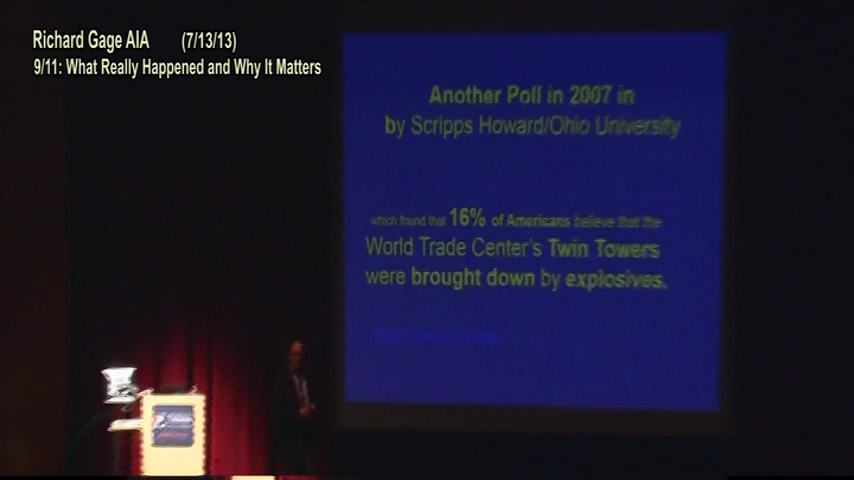 Richard Gage AIA (7/13/13)
9/11: What Really Happened and Why It Matters
Another Poll in 2007 in
by Scripps Howard/Ohio University
which found that 16% of Americans believe that the
World Trade Center's Twin Towers
were brought down by explosives.